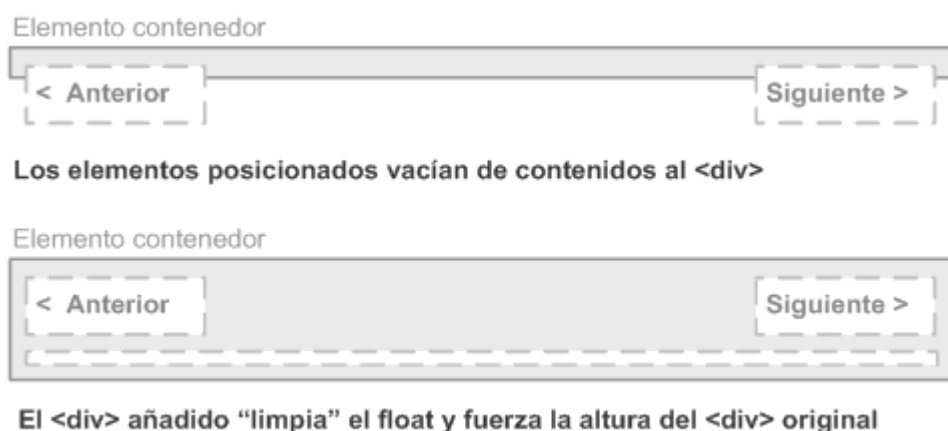 Elemento contenedor
< Anterior Siguiente >
Los elementos posicionados vacían de contenidos al <div>
Elemento contenedor
< Anterior Siguiente >
El <div> añadido “limpia” el float y fuerza la altura del <div> original